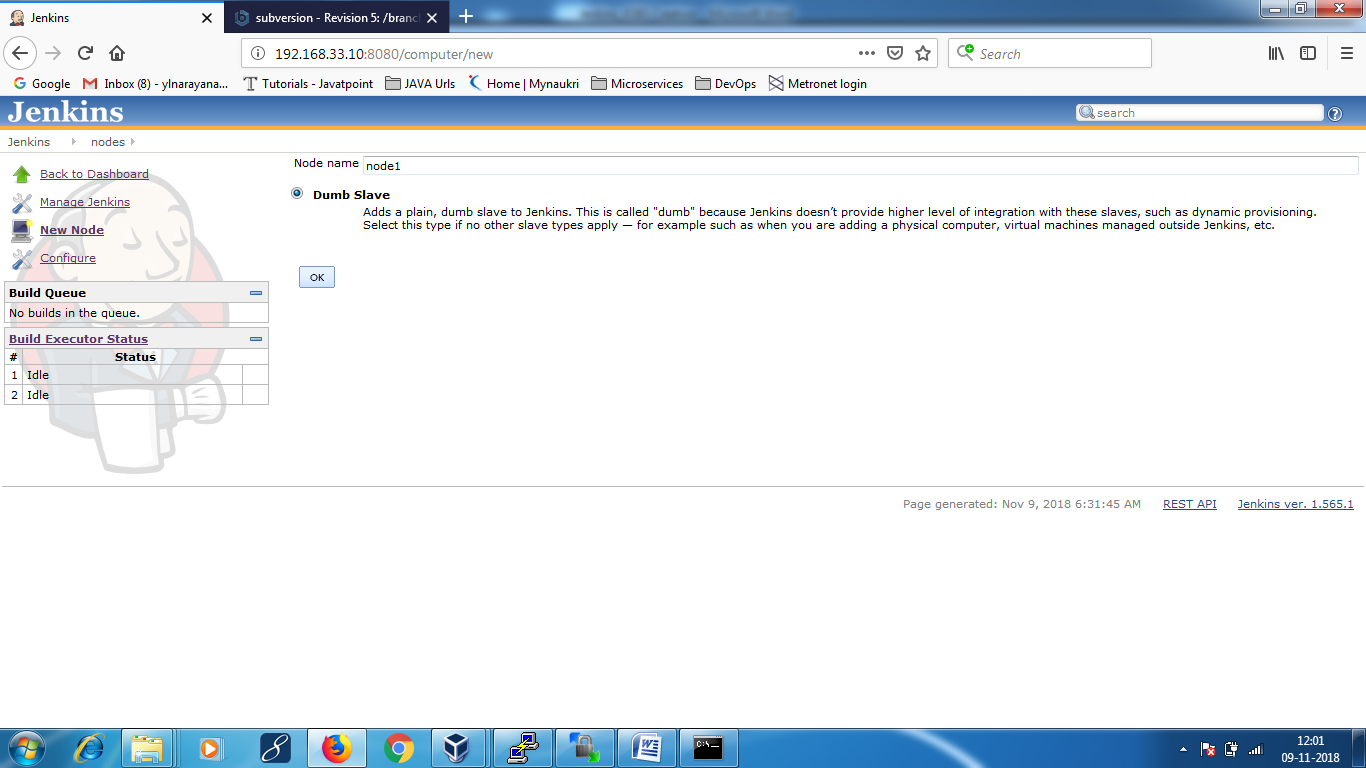 Jenkins
subversion - Revision 5: /branc
192.168.33.10:8080/computer/new
Search
Google
Inbox (8) - ylnarayana...
Tutorials - Javatpoint
JAVA Urls
Home | Mynaukri
Microservices
DevOps
Metronet login
Jenkins
search
Jenkins
nodes
Back to Dashboard
Manage Jenkins
New Node
Configure
Build Queue
No builds in the queue.
Build Executor Status
# Status
1 Idle
2 Idle
Node name node1
Dumb Slave
Adds a plain, dumb slave to Jenkins. This is called "dumb" because Jenkins doesn’t provide higher level of integration with these slaves, such as dynamic provisioning.
Select this type if no other slave types apply — for example such as when you are adding a physical computer, virtual machines managed outside Jenkins, etc.
OK
Page generated: Nov 9, 2018 6:31:45 AM
REST API
Jenkins ver. 1.565.1
12:01
09-11-2018